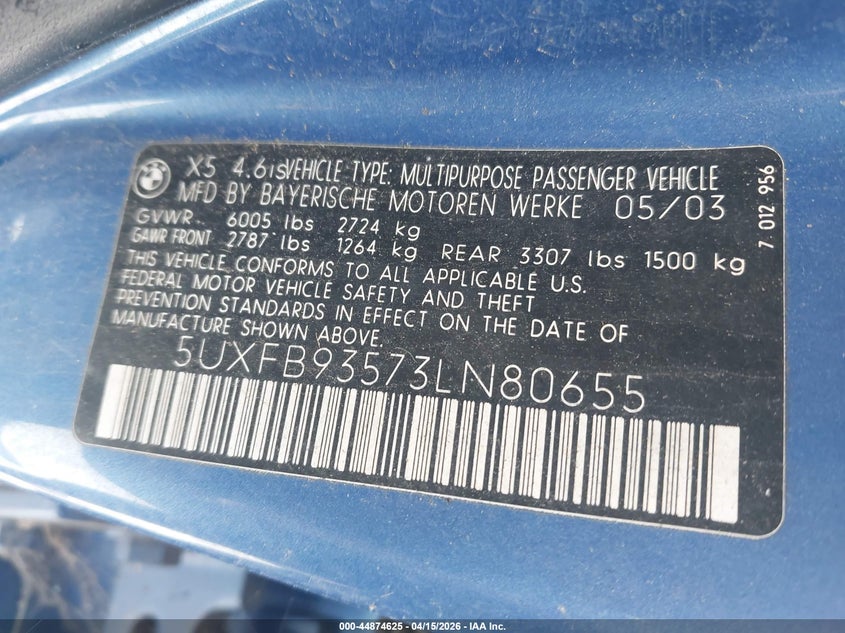 X5 4.6is VEHICLE TYPE: MULTIPURPOSE PASSENGER VEHICLE
MFD BY BAYERISCHE MOTOREN WERKE 05/03
GVWR. 6005 lbs 2724 kg
GAWR FRONT 2787 lbs 1264 kg REAR 3307 lbs 1500 kg
THIS VEHICLE CONFORMS TO ALL APPLICABLE U.S.
FEDERAL MOTOR VEHICLE SAFETY AND THEFT
PREVENTION STANDARDS IN EFFECT ON THE DATE OF
MANUFACTURE SHOWN ABOVE.
5UXFB93573LN80655
7 012 956
000-44874625 - 04/15/2026 - IAA Inc.